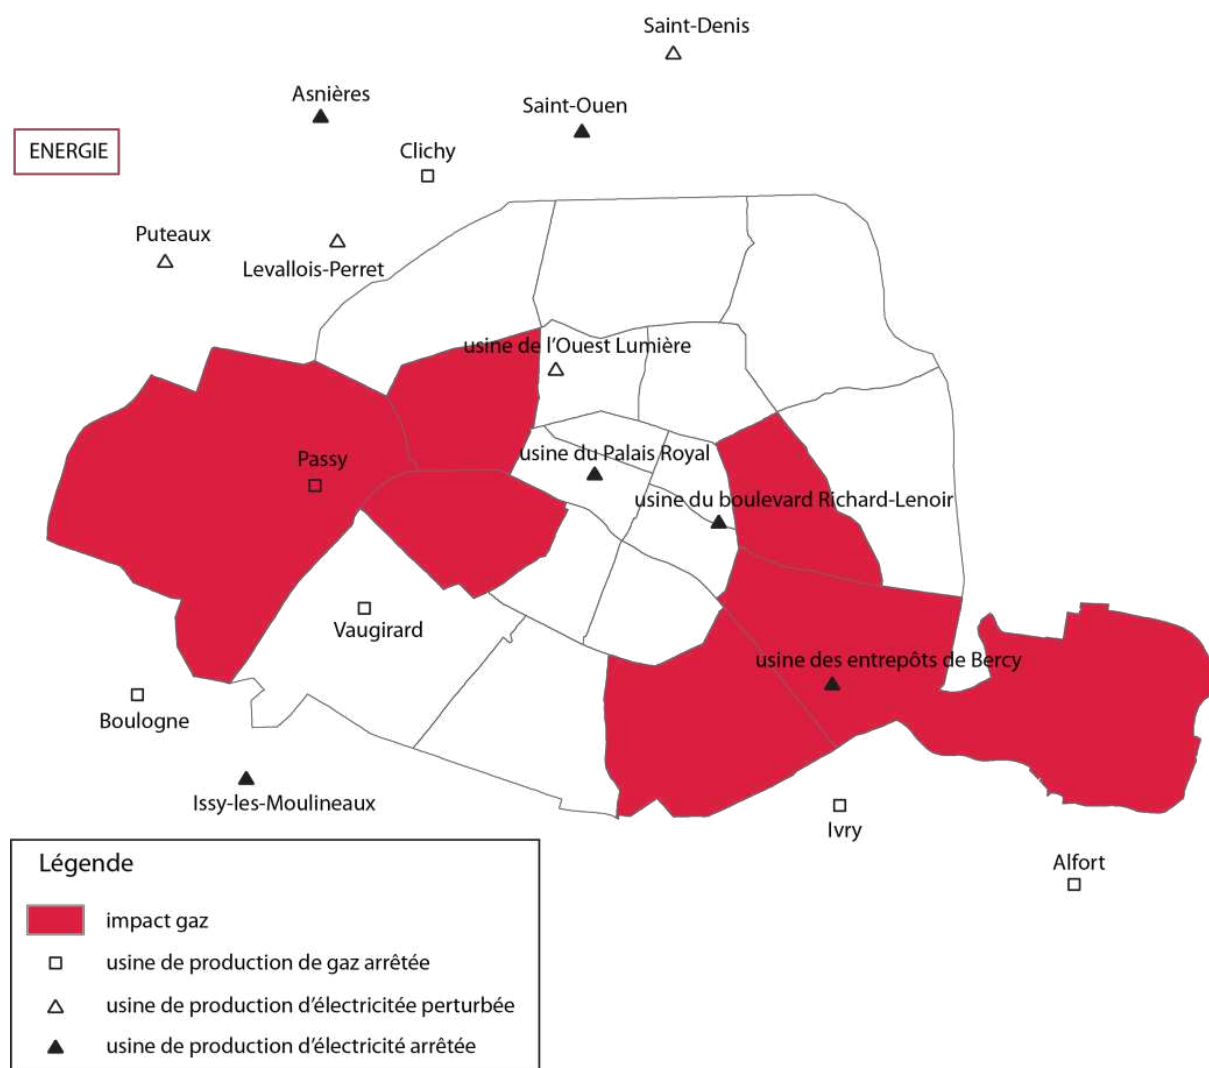 Saint-Denis
Asnières
Saint-Ouen
ENERGIE
Clichy
Puteaux
Levallois-Perret
usine de l'Ouest Lumière
usine du Palais Royal
Passy
usine du boulevard Richard-Lenoir
Vaugirard
usine des entrepôts de Bercy
Boulogne
Issy-les-Moulineaux
Ivry
Alfort
Légende
impact gaz
usine de production de gaz arrêtée
usine de production d'électricitée perturbée
usine de production d'électricité arrêtée